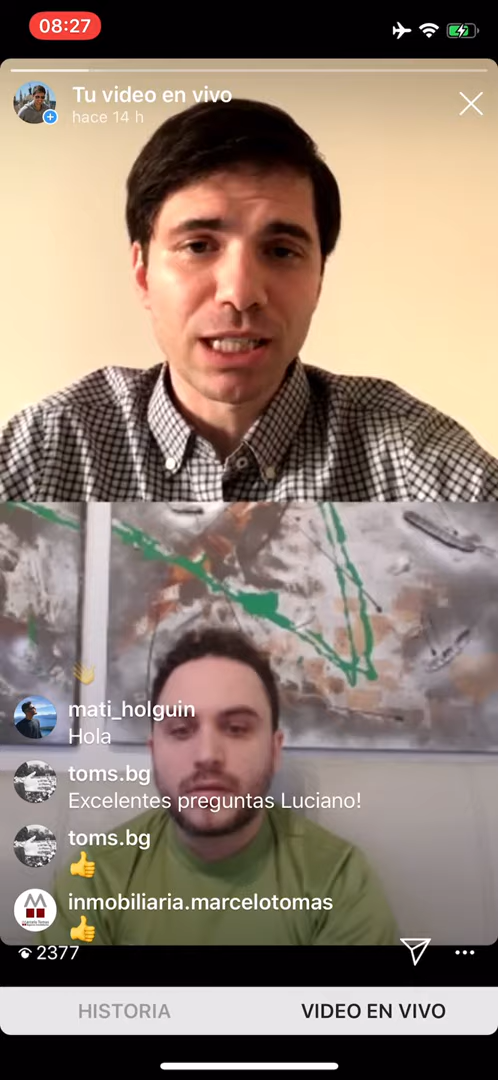 08:27
Tu video en vivo
hace 14 h
mati_holguin
Hola
toms.bg
Excelentes preguntas Luciano!
toms.bg
inmobiliaria.marcelotomas
2377
HISTORIA
VIDEO EN VIVO